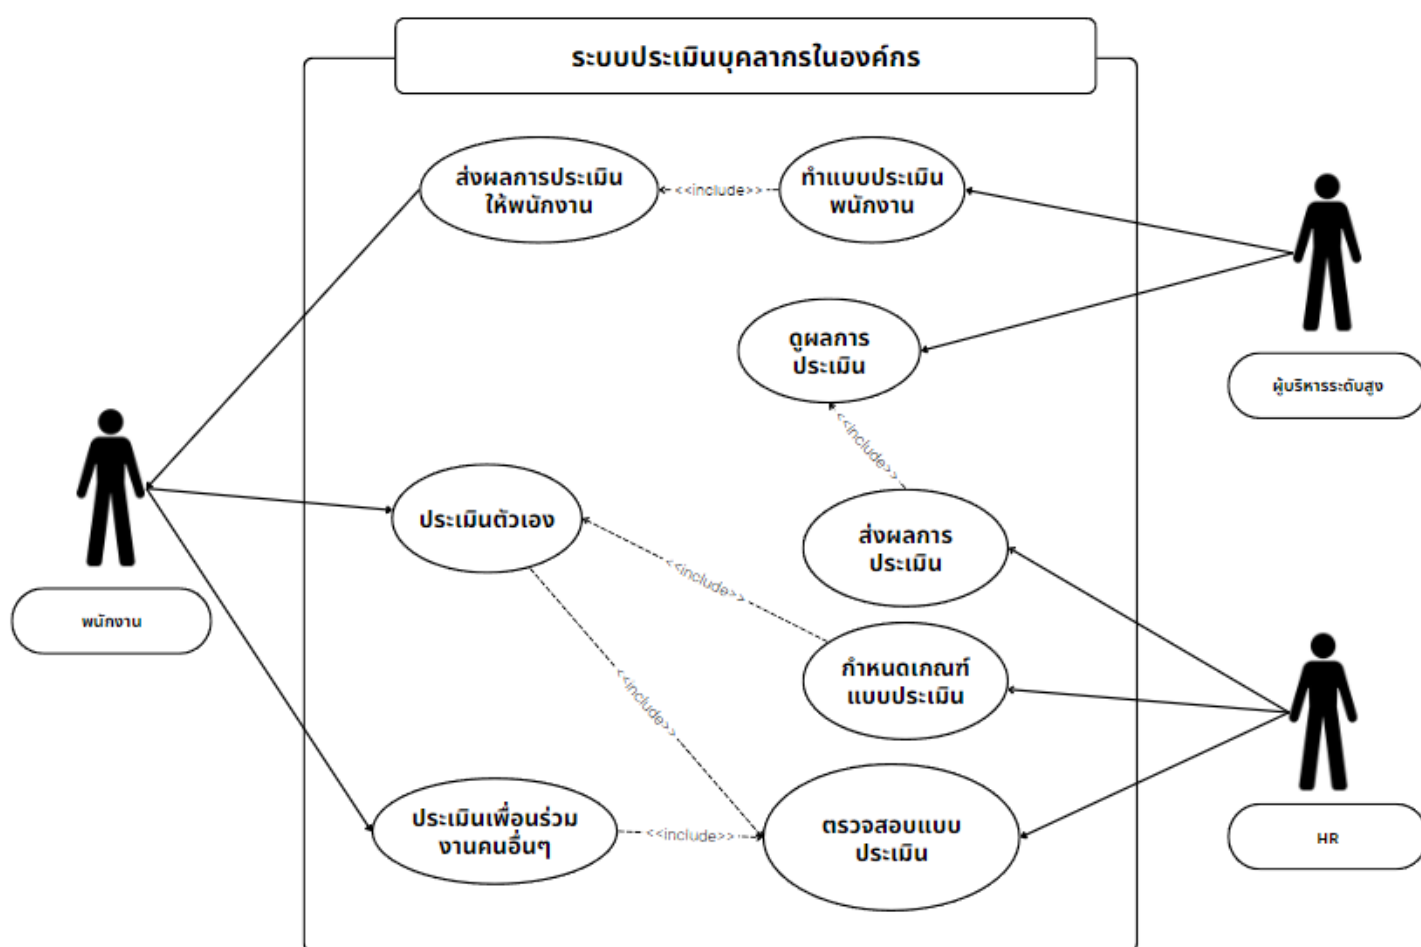 ระบบประเมินบุคลากรในองค์กร
ส่งผลการประเมิน
ให้พนักงาน
<<include>>
ทำแบบประเมิน
พนักงาน
ดูผลการ
ประเมิน
ผู้บริหารระดับสูง
<<include>>
ประเมินตัวเอง
<<include>>
ส่งผลการ
ประเมิน
พนักงาน
กำหนดเกณฑ์
แบบประเมิน
<<include>>
ประเมินเพื่อนร่วม
งานคนอื่นๆ
<<include>>
ตรวจสอบแบบ
ประเมิน
HR